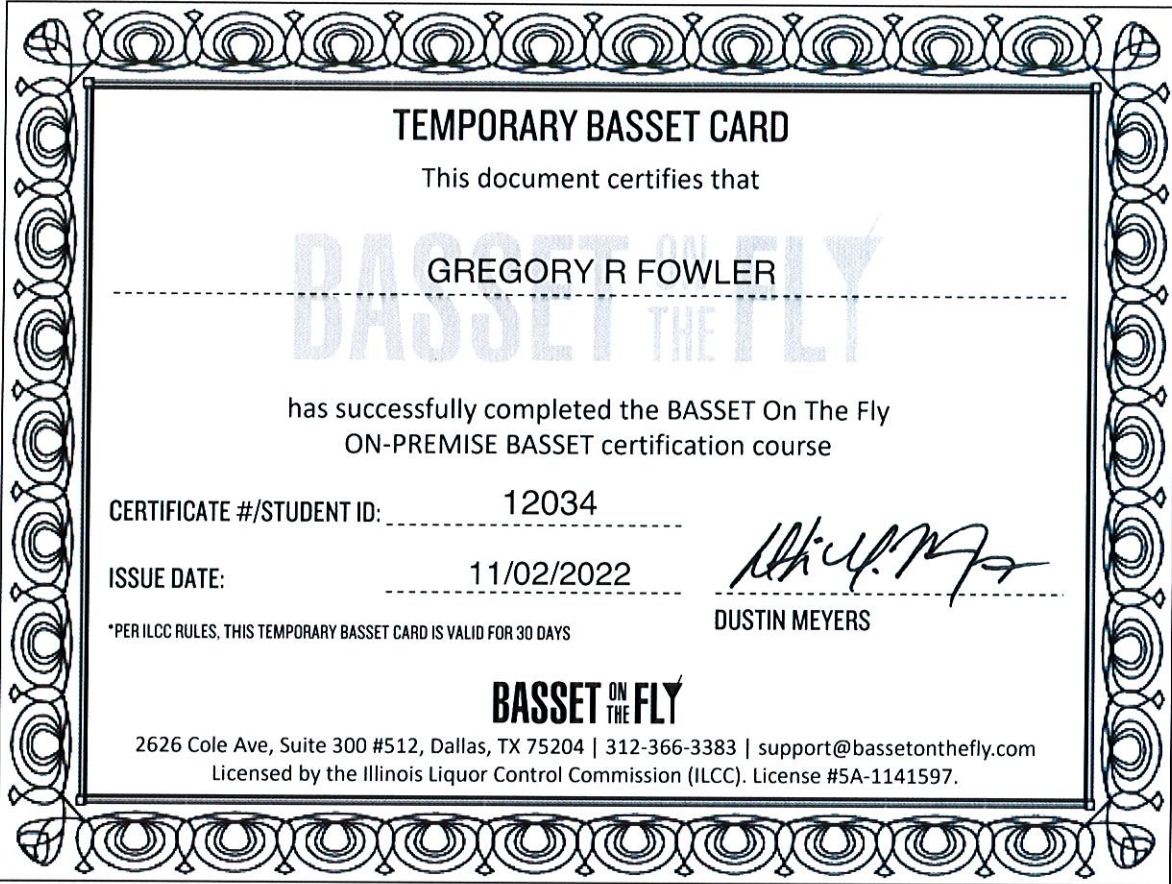 TEMPORARY BASSET CARD
This document certifies that
BASSET ON THE FLY
GREGORY R FOWLER
has successfully completed the BASSET On The Fly
ON-PREMISE BASSET certification course
CERTIFICATE #/STUDENT ID: 12034
ISSUE DATE: 11/02/2022
DUSTIN MEYERS
*PER ILCC RULES, THIS TEMPORARY BASSET CARD IS VALID FOR 30 DAYS
BASSET ON THE FLY
2626 Cole Ave, Suite 300 #512, Dallas, TX 75204 | 312-366-3383 | support@bassetonthefly.com
Licensed by the Illinois Liquor Control Commission (ILCC). License #5A-1141597.